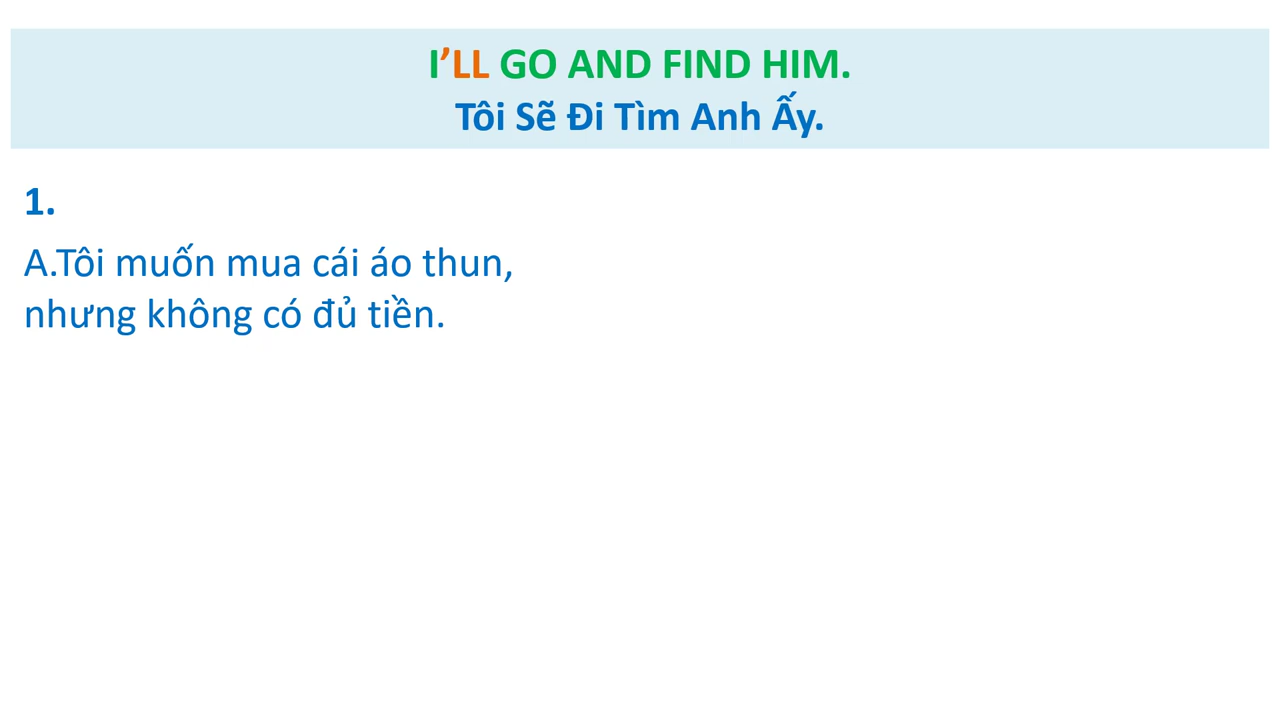 I’LL GO AND FIND HIM.
Tôi Sẽ Đi Tìm Anh Ấy.
1.
A.Tôi muốn mua cái áo thun,
nhưng không có đủ tiền.